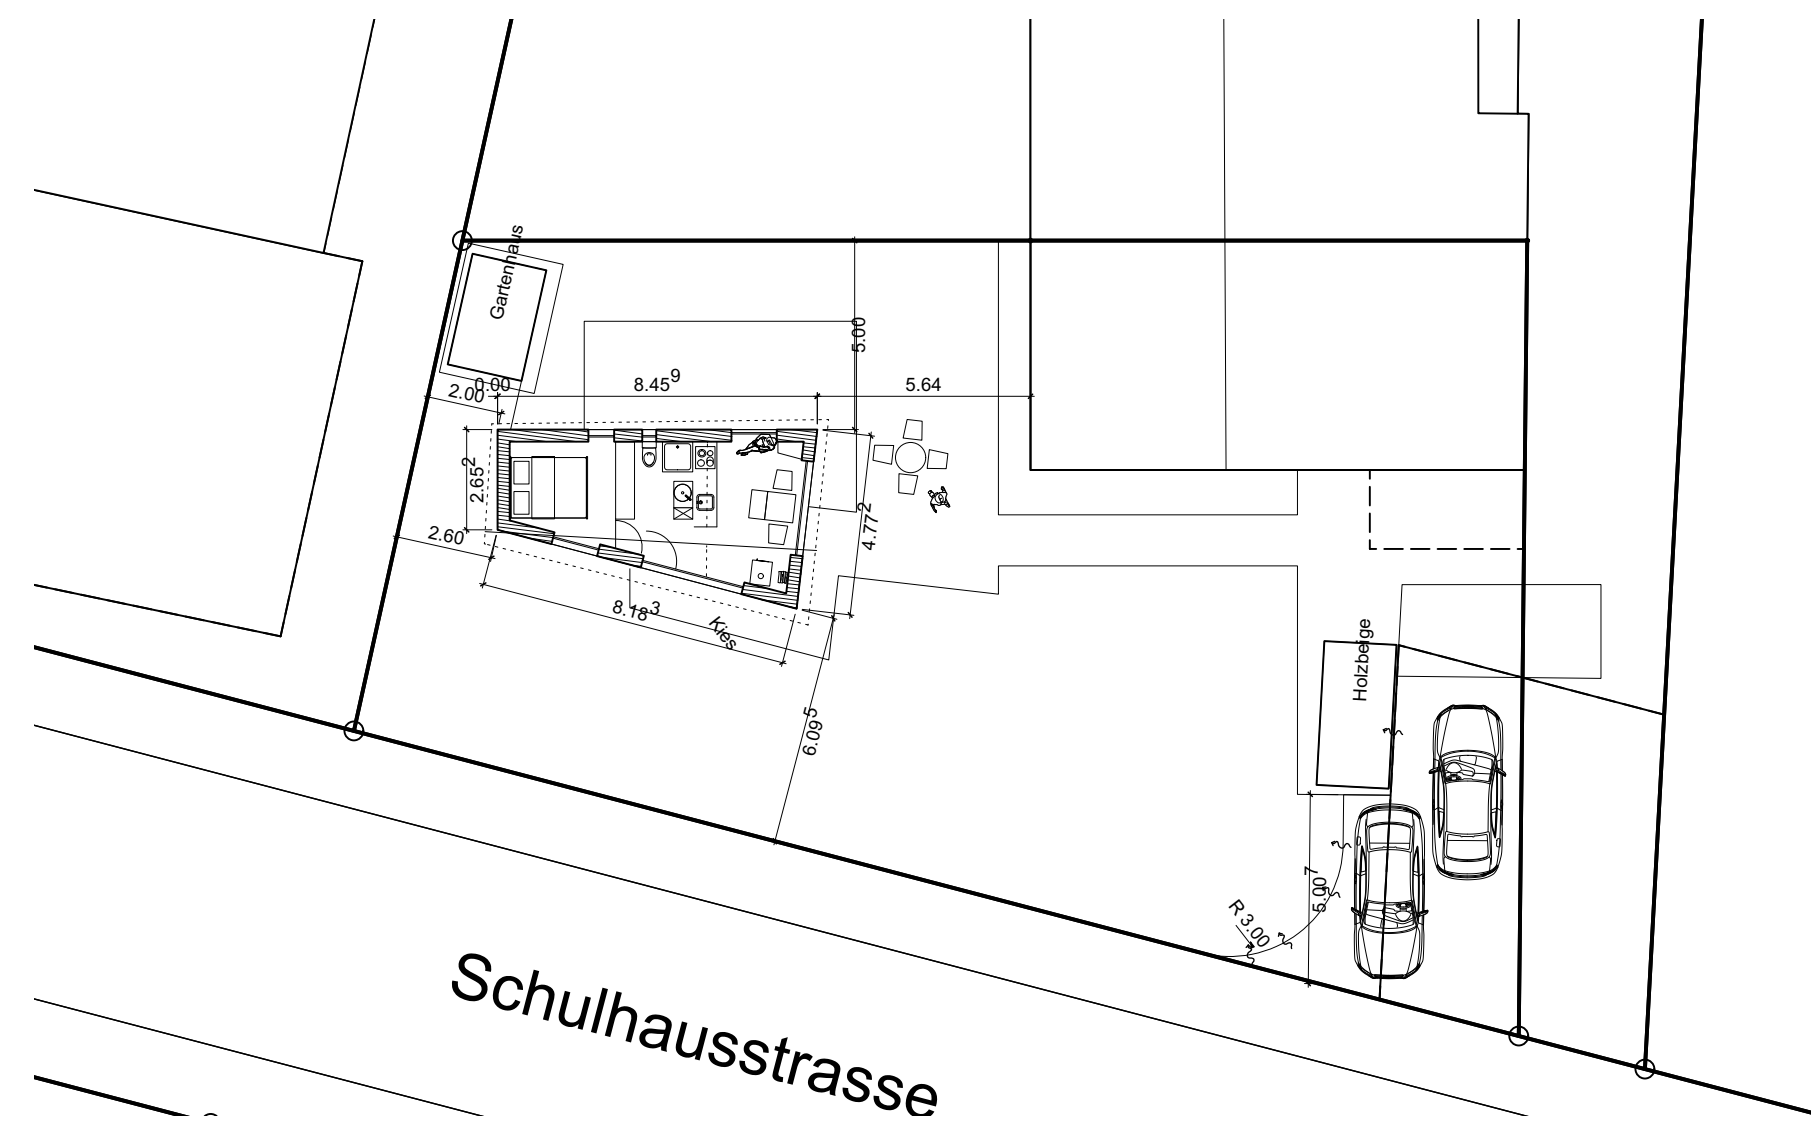 Gartenhaus
5.00
0.00
8.45⁹
5.64
2.00
2.65²
4.77²
2.60
8.18³
Kies
Holzbeige
6.09⁵
5.00⁷
R 3.00
Schulhausstrasse